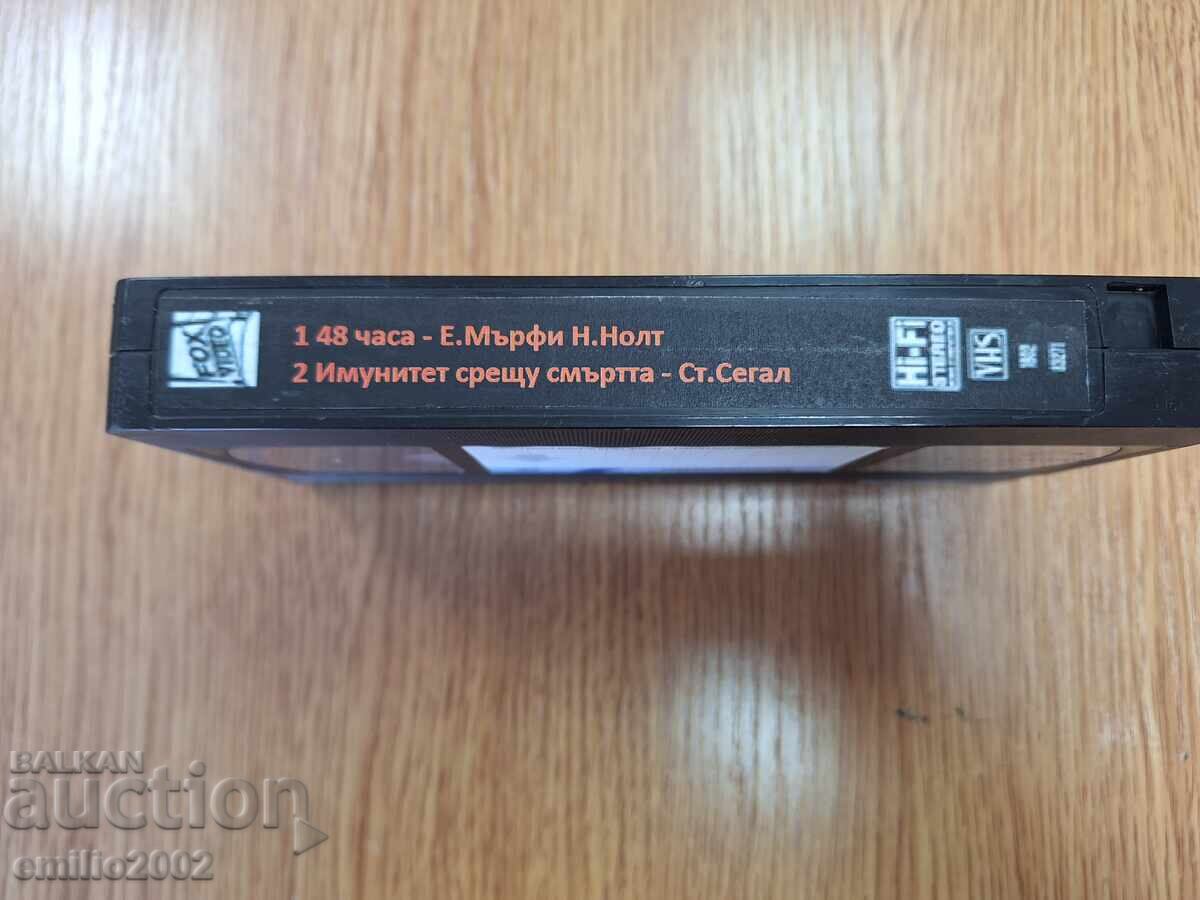 FOX
VIDEO
1 48 часа - Е.Мърфи Н.Нолт
2 Имунитет срещу смъртта - Ст.Сегал
HI-FI
STEREO
VHS
BALKAN
auction
emilio2002